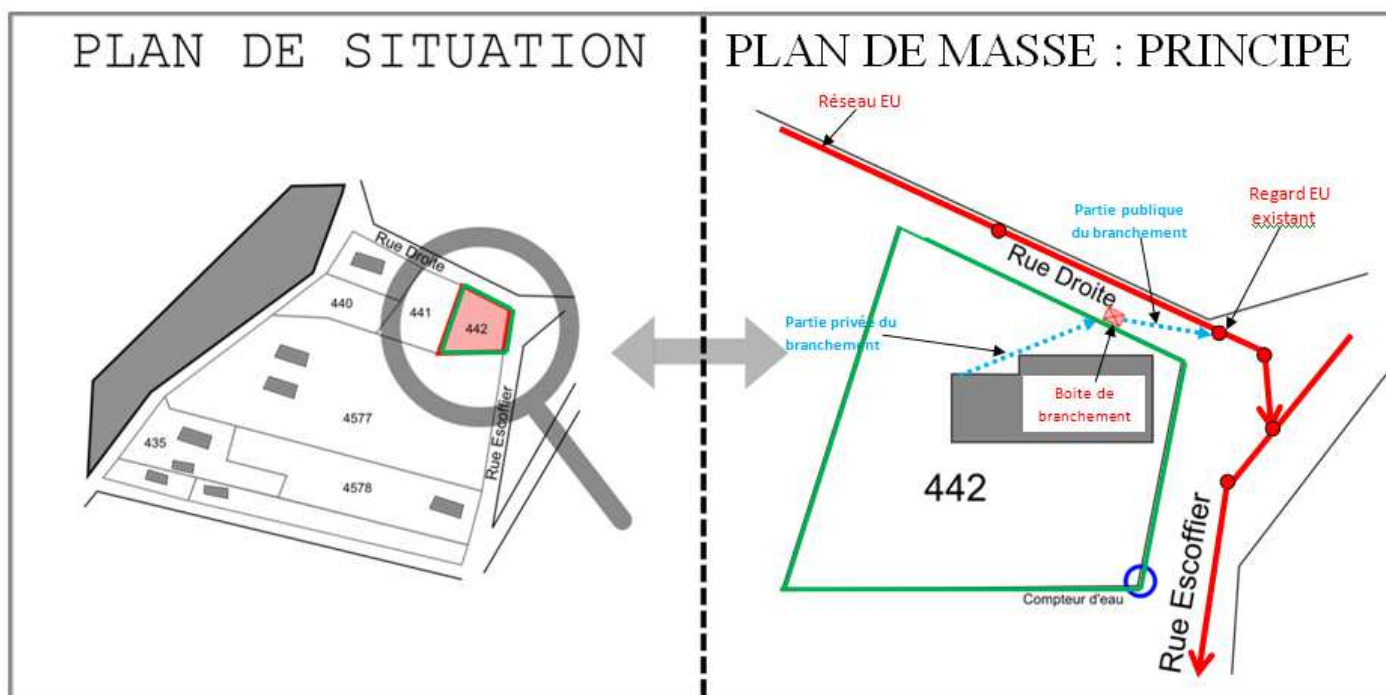 PLAN DE SITUATION
Rue Droite
440
441
442
4577
Rue Escoffier
435
4578
PLAN DE MASSE : PRINCIPE
Réseau EU
Partie publique
du branchement
Regard EU
existant
Rue Droite
Partie privée du
branchement
Boite de
branchement
442
Rue Escoffier
Compteur d'eau